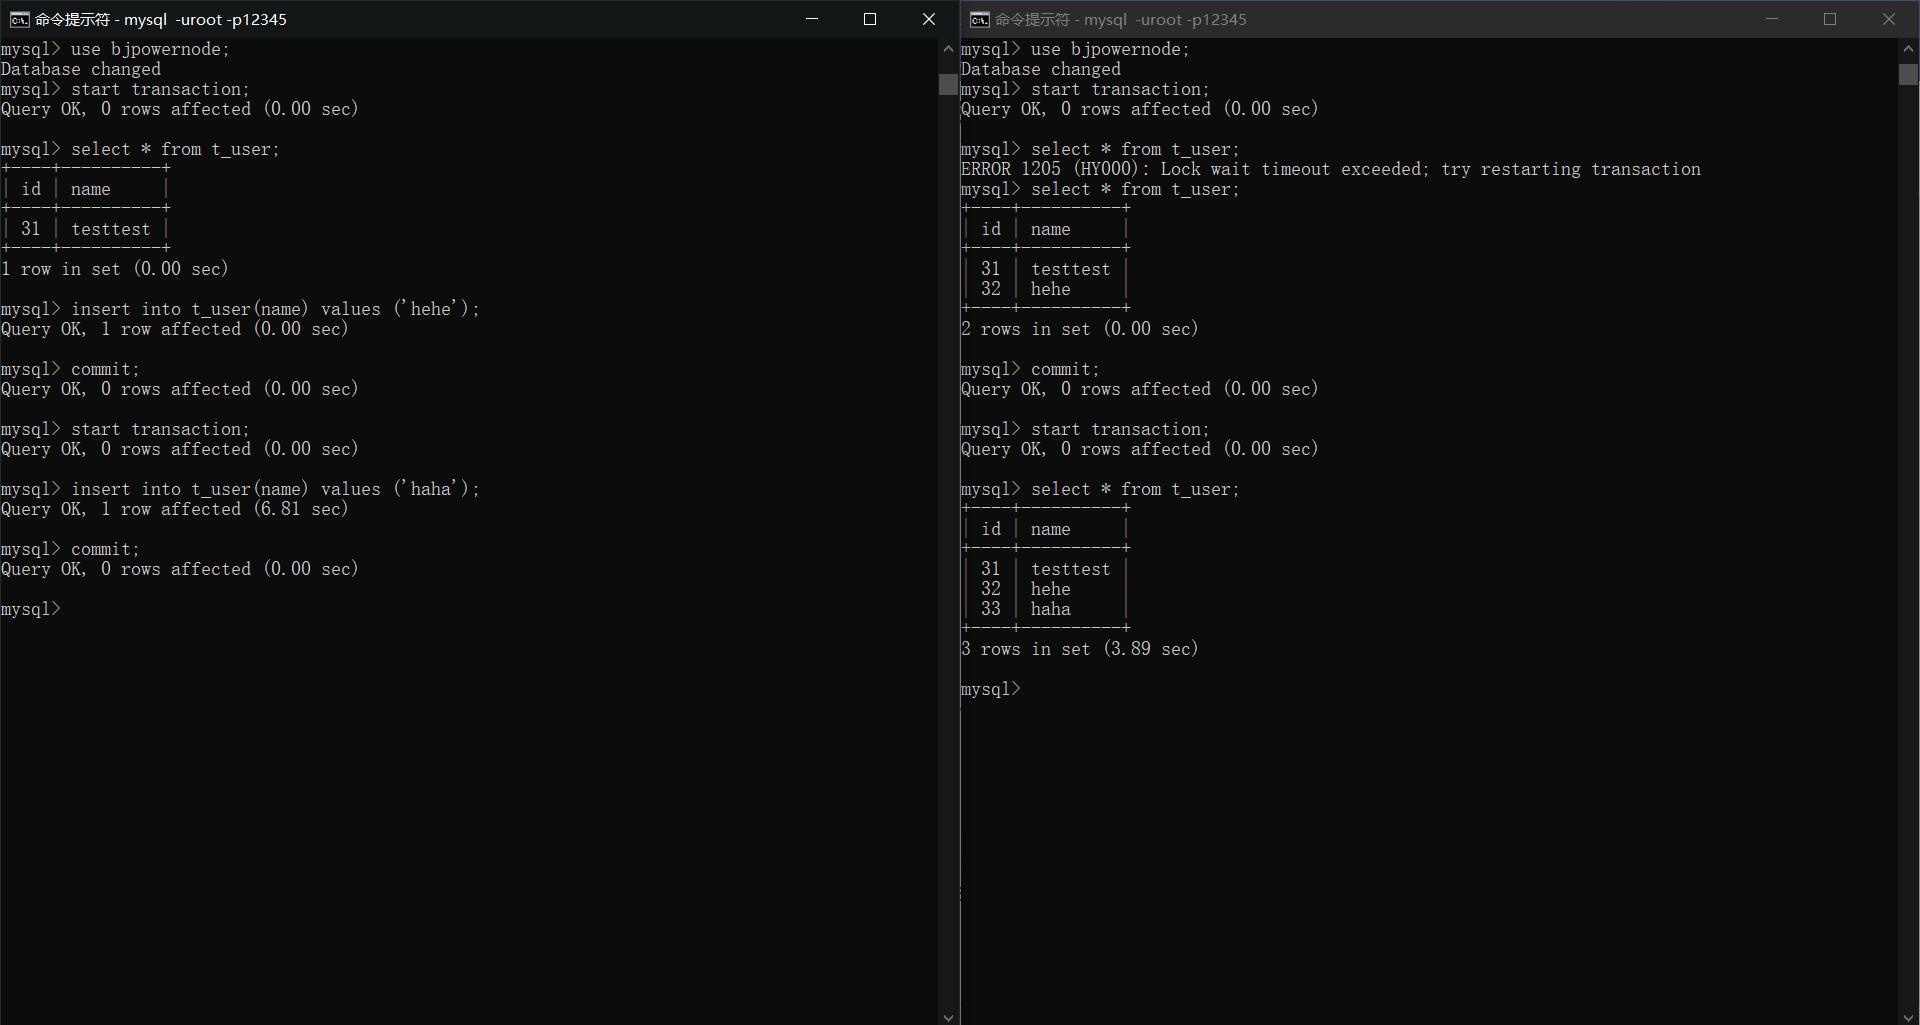 命令提示符 - mysql  -uroot -p12345
mysql> use bjpowernode;
Database changed
mysql> start transaction;
Query OK, 0 rows affected (0.00 sec)
mysql> select * from t_user;
+----+----------+
| id | name     |
+----+----------+
| 31 | testtest |
+----+----------+
1 row in set (0.00 sec)
mysql> insert into t_user(name) values ('hehe');
Query OK, 1 row affected (0.00 sec)
mysql> commit;
Query OK, 0 rows affected (0.00 sec)
mysql> start transaction;
Query OK, 0 rows affected (0.00 sec)
mysql> insert into t_user(name) values ('haha');
Query OK, 1 row affected (6.81 sec)
mysql> commit;
Query OK, 0 rows affected (0.00 sec)
mysql>
命令提示符 - mysql  -uroot -p12345
mysql> use bjpowernode;
Database changed
mysql> start transaction;
Query OK, 0 rows affected (0.00 sec)
mysql> select * from t_user;
ERROR 1205 (HY000): Lock wait timeout exceeded; try restarting transaction
mysql> select * from t_user;
+----+----------+
| id | name     |
+----+----------+
| 31 | testtest |
| 32 | hehe     |
+----+----------+
2 rows in set (0.00 sec)
mysql> commit;
Query OK, 0 rows affected (0.00 sec)
mysql> start transaction;
Query OK, 0 rows affected (0.00 sec)
mysql> select * from t_user;
+----+----------+
| id | name     |
+----+----------+
| 31 | testtest |
| 32 | hehe     |
| 33 | haha     |
+----+----------+
3 rows in set (3.89 sec)
mysql>